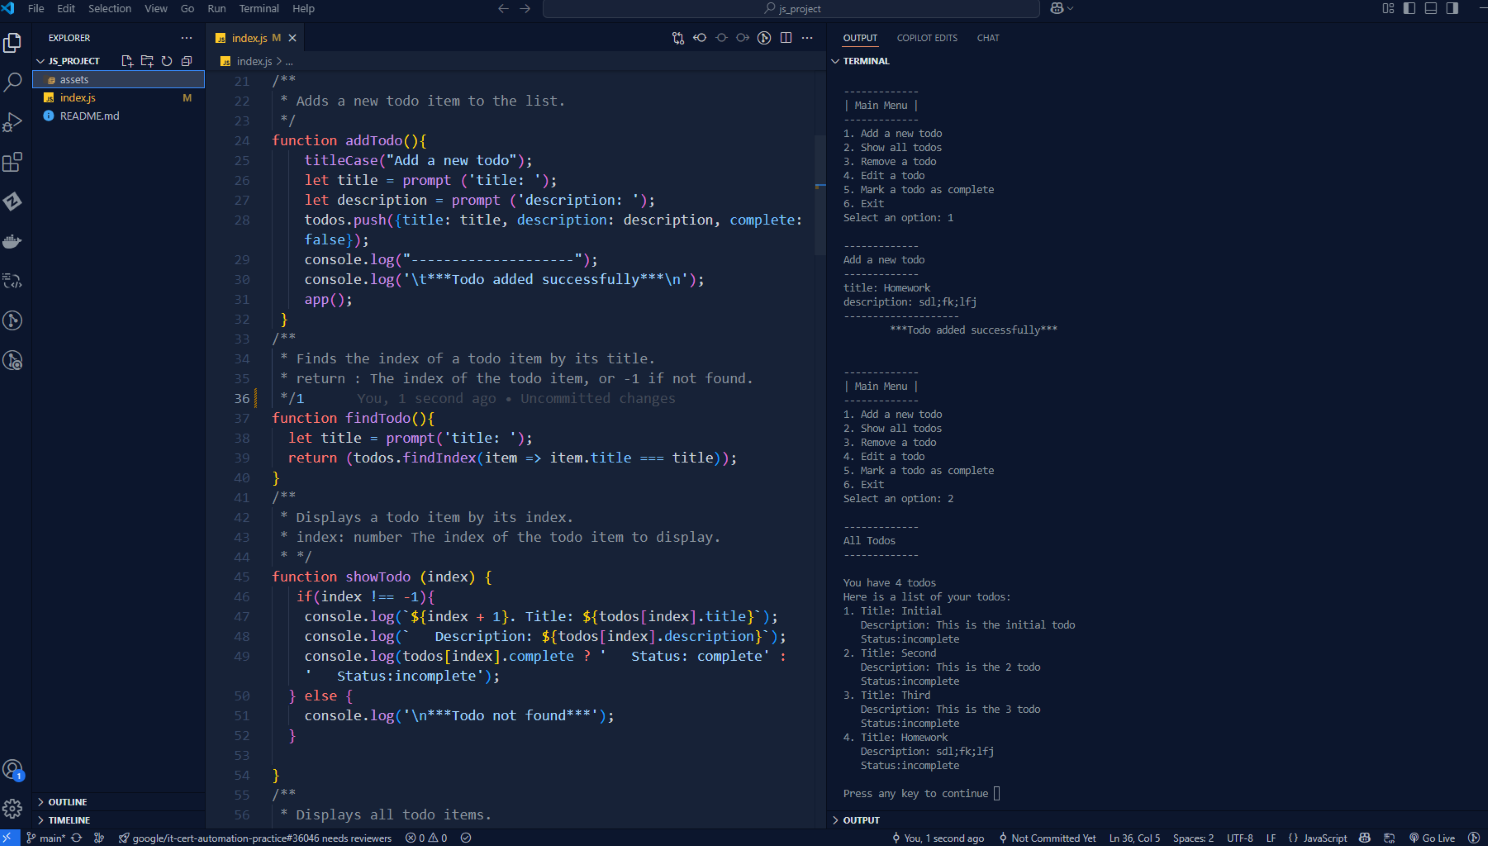 File Edit Selection View Go Run Terminal Help
js_project
EXPLORER
JS_PROJECT
assets
index.js M
README.md
OUTLINE
TIMELINE
index.js M
index.js > ...
21 /**
22 * Adds a new todo item to the list.
23 */
24 function addTodo(){
25 titleCase("Add a new todo");
26 let title = prompt ('title: ');
27 let description = prompt ('description: ');
28 todos.push({title: title, description: description, complete:
false});
29 console.log("--------------------");
30 console.log('\t***Todo added successfully***\n');
31 app();
32 }
33 /**
34 * Finds the index of a todo item by its title.
35 * return : The index of the todo item, or -1 if not found.
36 */1 You, 1 second ago • Uncommitted changes
37 function findTodo(){
38 let title = prompt('title: ');
39 return (todos.findIndex(item => item.title === title));
40 }
41 /**
42 * Displays a todo item by its index.
43 * index: number The index of the todo item to display.
44 * */
45 function showTodo (index) {
46 if(index !== -1){
47 console.log(`${index + 1}. Title: ${todos[index].title}`);
48 console.log(`   Description: ${todos[index].description}`);
49 console.log(todos[index].complete ? '   Status: complete' :
'   Status:incomplete');
50 } else {
51 console.log('\n***Todo not found***');
52 }
53
54 }
55 /**
56 * Displays all todo items.
OUTPUT COPILOT EDITS CHAT
TERMINAL
-------------
| Main Menu |
-------------
1. Add a new todo
2. Show all todos
3. Remove a todo
4. Edit a todo
5. Mark a todo as complete
6. Exit
Select an option: 1
-------------
Add a new todo
-------------
title: Homework
description: sdl;fk;lfj
--------------------
***Todo added successfully***
-------------
| Main Menu |
-------------
1. Add a new todo
2. Show all todos
3. Remove a todo
4. Edit a todo
5. Mark a todo as complete
6. Exit
Select an option: 2
-------------
All Todos
-------------
You have 4 todos
Here is a list of your todos:
1. Title: Initial
Description: This is the initial todo
Status:incomplete
2. Title: Second
Description: This is the 2 todo
Status:incomplete
3. Title: Third
Description: This is the 3 todo
Status:incomplete
4. Title: Homework
Description: sdl;fk;lfj
Status:incomplete
Press any key to continue
OUTPUT
1
main* google/it-cert-automation-practice#36046 needs reviewers 0 0 You, 1 second ago Not Committed Yet Ln 36, Col 5 Spaces: 2 UTF-8 LF {} JavaScript Go Live